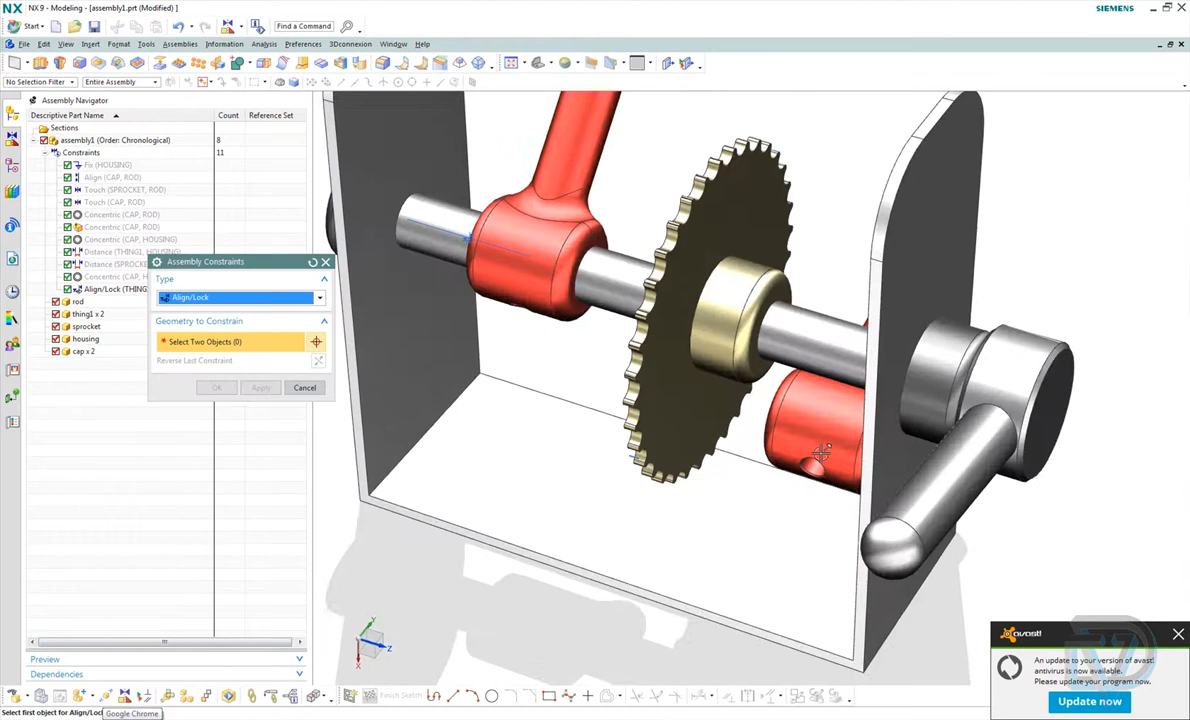 NX NX 9 - Modeling - [assembly1.prt (Modified) ] SIEMENS
Start Find a Command
File Edit View Insert Format Tools Assemblies Information Analysis Preferences 3Dconnexion Window Help
No Selection Filter Entire Assembly
Assembly Navigator
Descriptive Part Name Count Reference Set
Sections
assembly1 (Order: Chronological) 8
Constraints 11
Fix (HOUSING)
Align (CAP, ROD)
Touch (SPROCKET, ROD)
Touch (CAP, ROD)
Concentric (CAP, ROD)
Concentric (CAP, ROD)
Concentric (CAP, HOUSING)
Distance (THING1, HOUSING)
Distance (SPROC
Concentric (CAP, H
Align/Lock (THING
rod
thing1 x 2
sprocket
housing
cap x 2
Assembly Constraints
Type
Align/Lock
Geometry to Constrain
* Select Two Objects (0)
Reverse Last Constraint
OK Apply Cancel
Y
Z
X
Preview
Dependencies
Finish Sketch
Select first object for Align/Loc
Google Chrome
avast!
An update to your version of avast!
antivirus is now available.
Please update your program now.
Update now